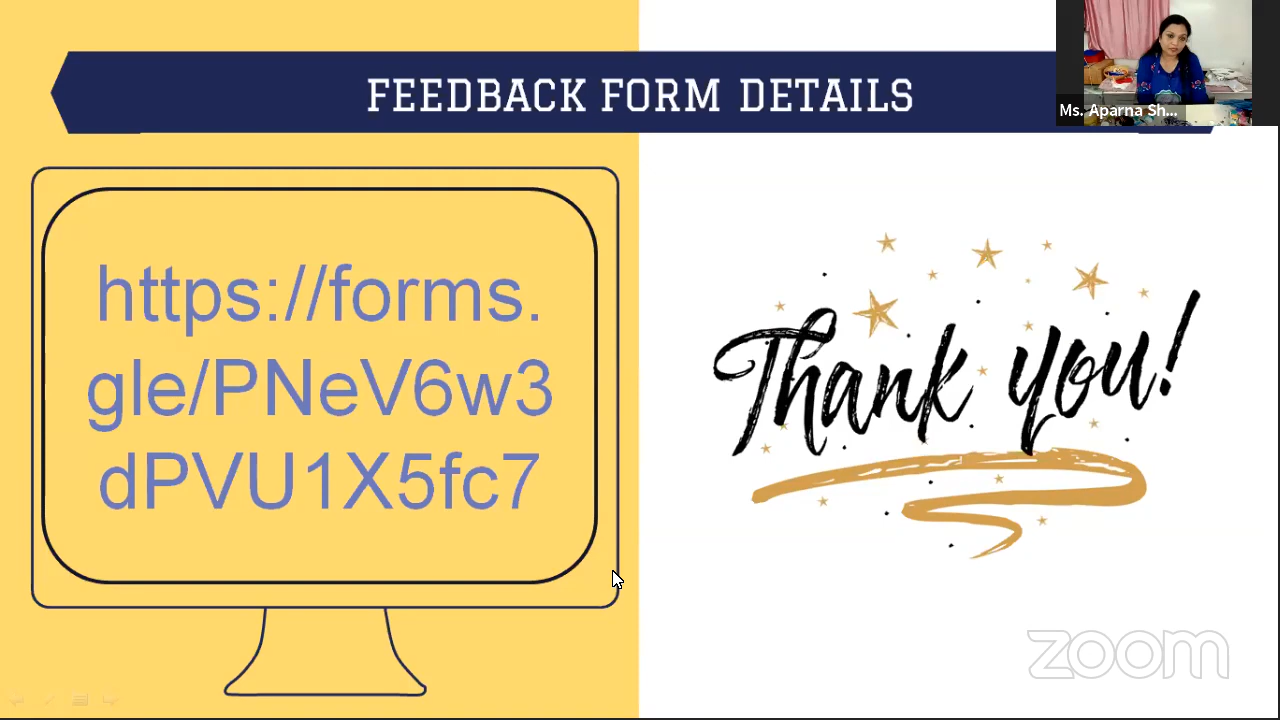 FEEDBACK FORM DETAILS
Ms. Aparna Sh...
https://forms.
gle/PNeV6w3
dPVU1X5fc7
Thank you!
zoom